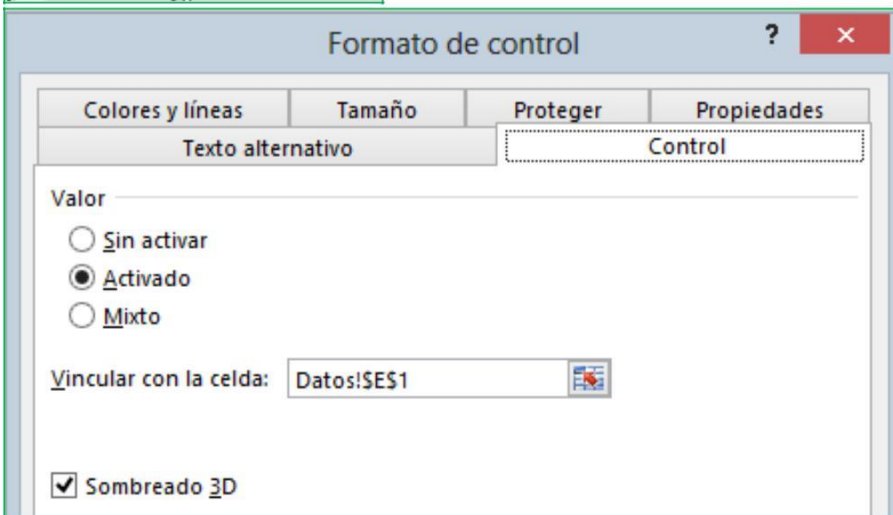 Formato de control ?
Colores y líneas Tamaño Proteger Propiedades
Texto alternativo Control
Valor
Sin activar
Activado
Mixto
Vincular con la celda: Datos!$E$1
Sombreado 3D